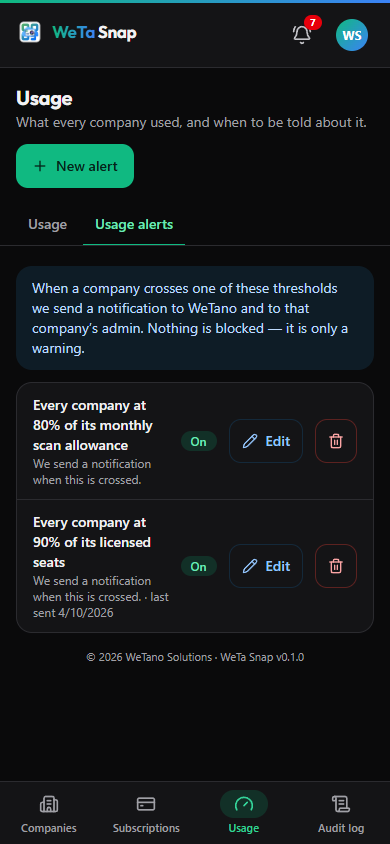 WeTa Snap
7
WS
Usage
What every company used, and when to be told about it.
+ New alert
Usage
Usage alerts
When a company crosses one of these thresholds
we send a notification to WeTano and to that
company's admin. Nothing is blocked — it is only a
warning.
Every company at
80% of its monthly
scan allowance
We send a notification
when this is crossed.
On
Edit
Every company at
90% of its licensed
seats
We send a notification
when this is crossed. · last
sent 4/10/2026
On
Edit
© 2026 WeTano Solutions · WeTa Snap v0.1.0
Companies
Subscriptions
Usage
Audit log